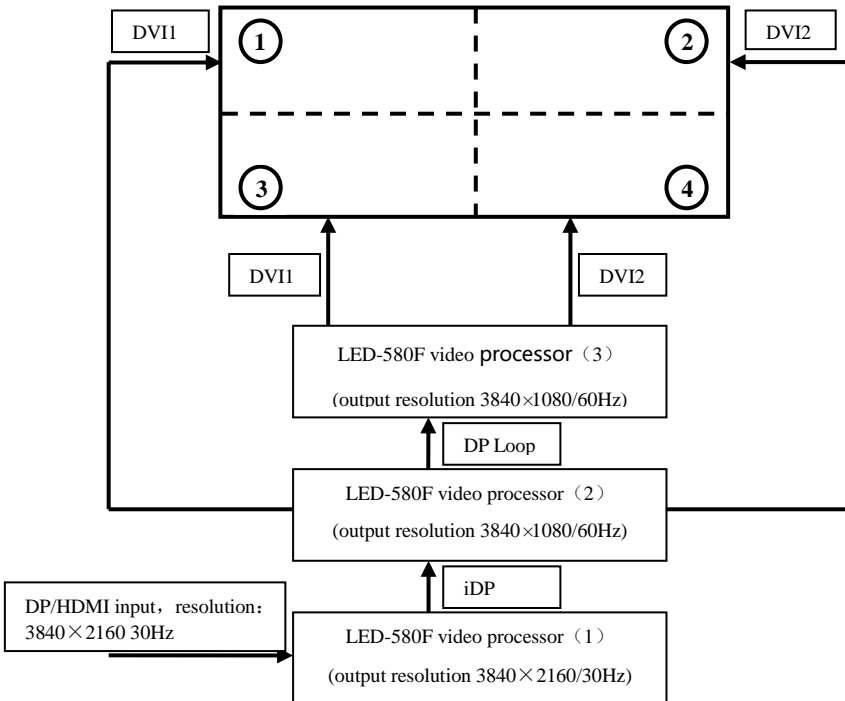 DVI1
DVI2
1
2
3
4
DVI1
DVI2
LED-580F video processor（3）
(output resolution 3840×1080/60Hz)
DP Loop
LED-580F video processor（2）
(output resolution 3840×1080/60Hz)
iDP
DP/HDMI input，resolution：
3840×2160 30Hz
LED-580F video processor（1）
(output resolution 3840×2160/30Hz)